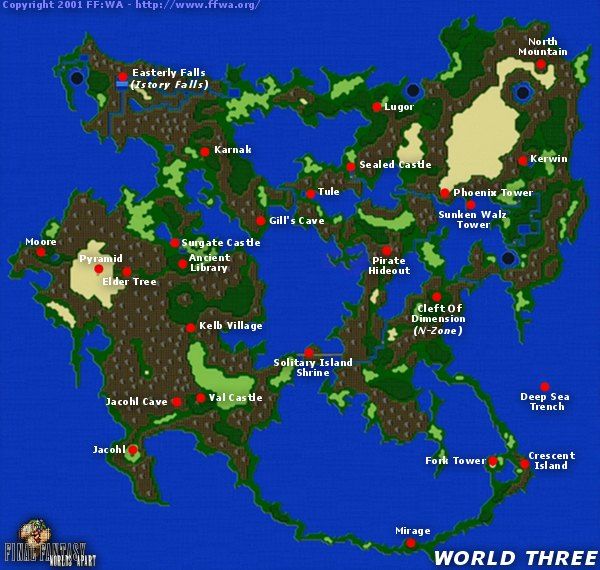 Copyright 2001 FF:WA - http://www.ffwa.org/
North
Mountain
Easterly Falls
(Istory Falls)
Lugor
Karnak
Sealed Castle
Kerwin
Tule
Phoenix Tower
Sunken Walz
Tower
Gill's Cave
Moore
Surgate Castle
Pyramid
Ancient
Library
Elder Tree
Pirate
Hideout
Cleft Of
Dimension
(N-Zone)
Kelb Village
Solitary Island
Shrine
Jacohl Cave
Val Castle
Deep Sea
Trench
Jacohl
Fork Tower
Crescent
Island
Mirage
FINAL FANTASY
WORLDS APART
WORLD THREE